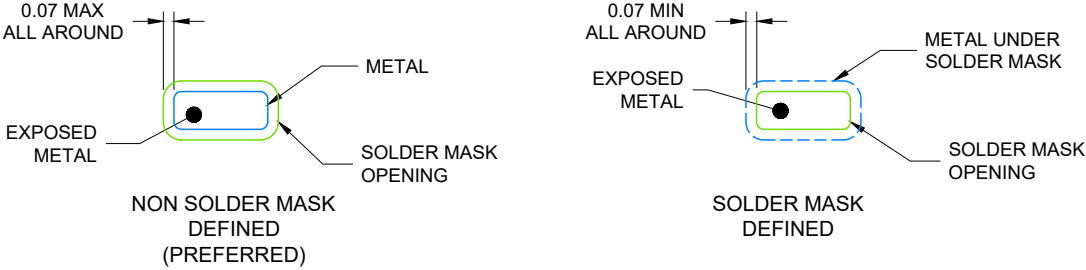 0.07 MAX
ALL AROUND
METAL
EXPOSED
METAL
SOLDER MASK
OPENING
NON SOLDER MASK
DEFINED
(PREFERRED)
0.07 MIN
ALL AROUND
METAL UNDER
SOLDER MASK
EXPOSED
METAL
SOLDER MASK
OPENING
SOLDER MASK
DEFINED